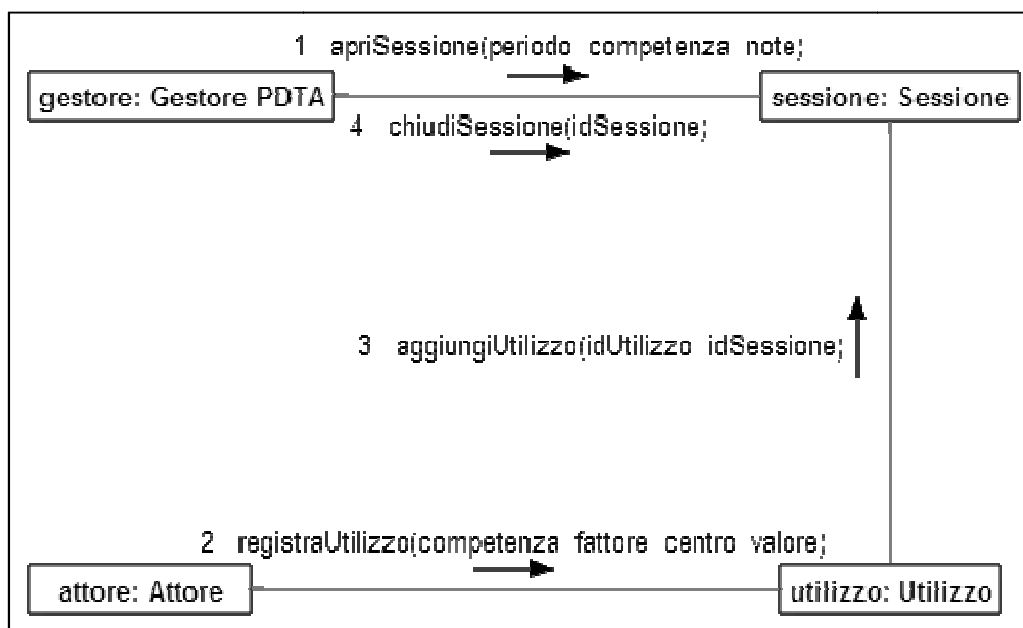 1 apriSessione(periodo competenza note;
gestore: Gestore PDTA
sessione: Sessione
4 chiudiSessione(idSessione;
3 aggiungiUtilizzo(idUtilizzo idSessione;
2 registraUtilizzo(competenza fattore centro valore;
attore: Attore
utilizzo: Utilizzo